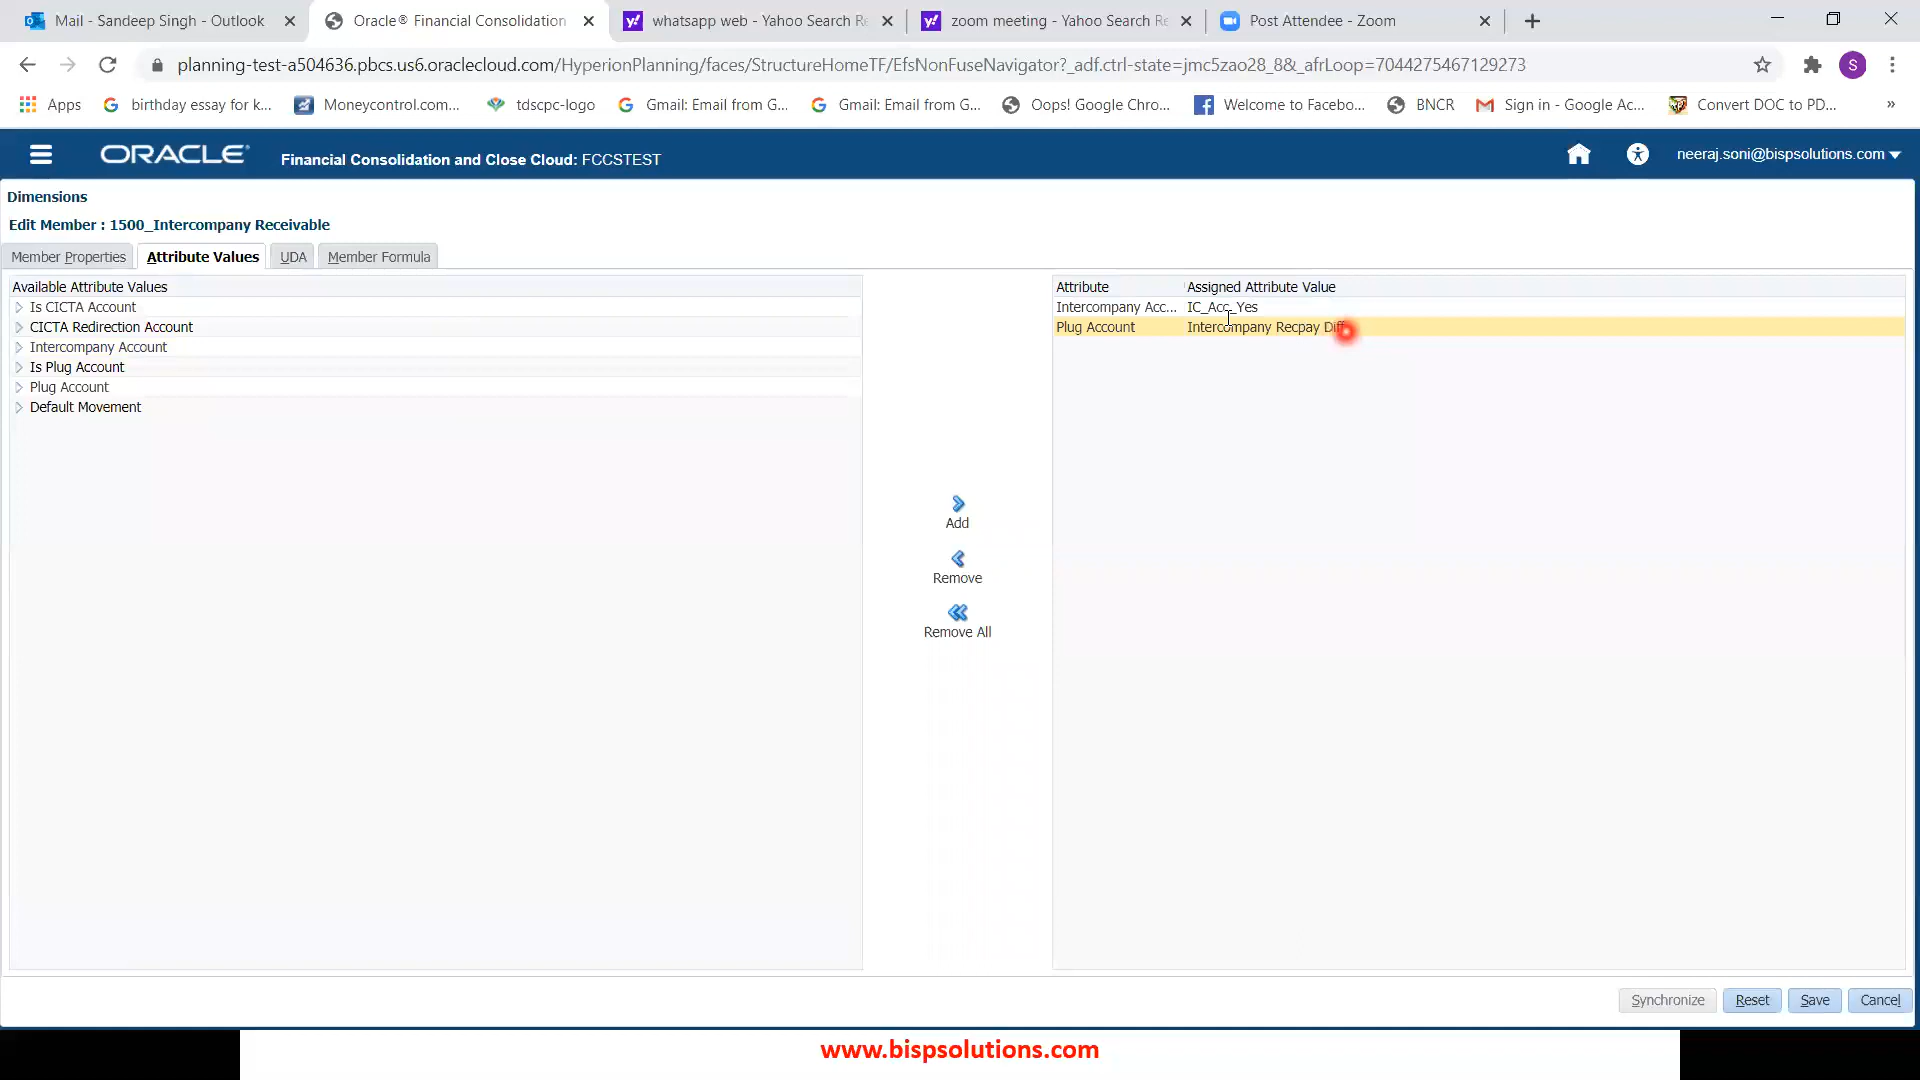 Mail - Sandeep Singh - Outlook
Oracle® Financial Consolidation
whatsapp web - Yahoo Search Re
zoom meeting - Yahoo Search Re
Post Attendee - Zoom
planning-test-a504636.pbcs.us6.oraclecloud.com/HyperionPlanning/faces/StructureHomeTF/EfsNonFuseNavigator?_adf.ctrl-state=jmc5zao28_8&_afrLoop=7044275467129273
S
Apps
birthday essay for k...
Moneycontrol.com...
tdscpc-logo
Gmail: Email from G...
Gmail: Email from G...
Oops! Google Chro...
Welcome to Facebo...
BNCR
Sign in - Google Ac...
Convert DOC to PD...
»
ORACLE®
Financial Consolidation and Close Cloud: FCCSTEST
neeraj.soni@bispsolutions.com
Dimensions
Edit Member : 1500_Intercompany Receivable
Member Properties
Attribute Values
UDA
Member Formula
Available Attribute Values
Is CICTA Account
CICTA Redirection Account
Intercompany Account
Is Plug Account
Plug Account
Default Movement
Add
Remove
Remove All
Attribute
Assigned Attribute Value
Intercompany Acc...
IC_Acc_Yes
Plug Account
Intercompany Recpay Diff
Synchronize
Reset
Save
Cancel
www.bispsolutions.com